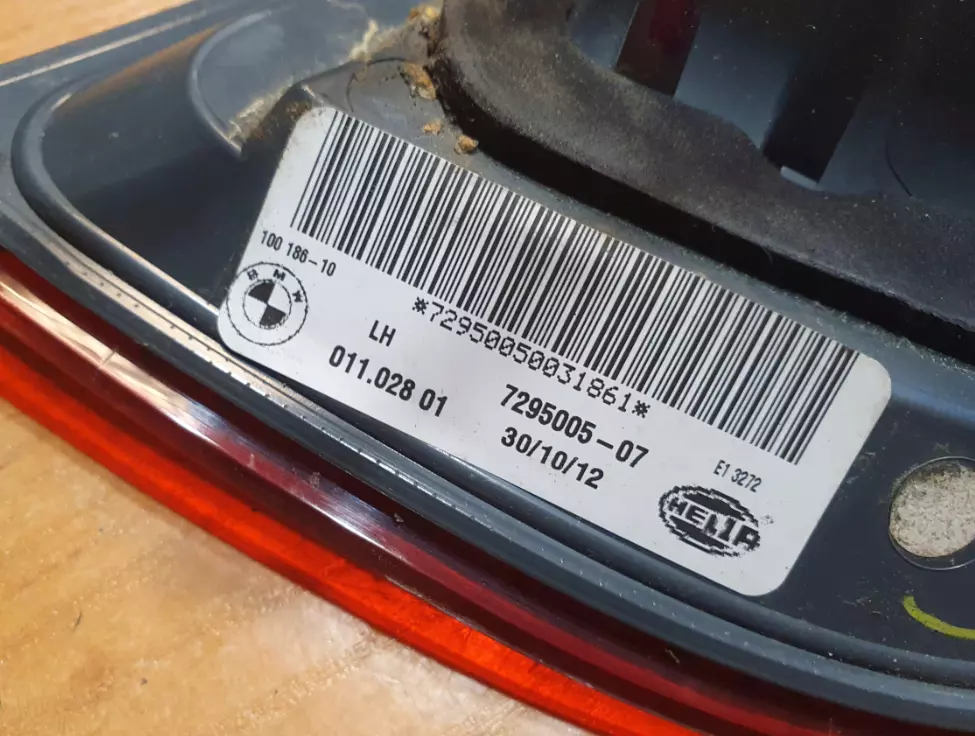 100 186-10
BMW
*72950050031861*
LH
011.028 01
7295005-07
30/10/12
E1 3272
HELLA